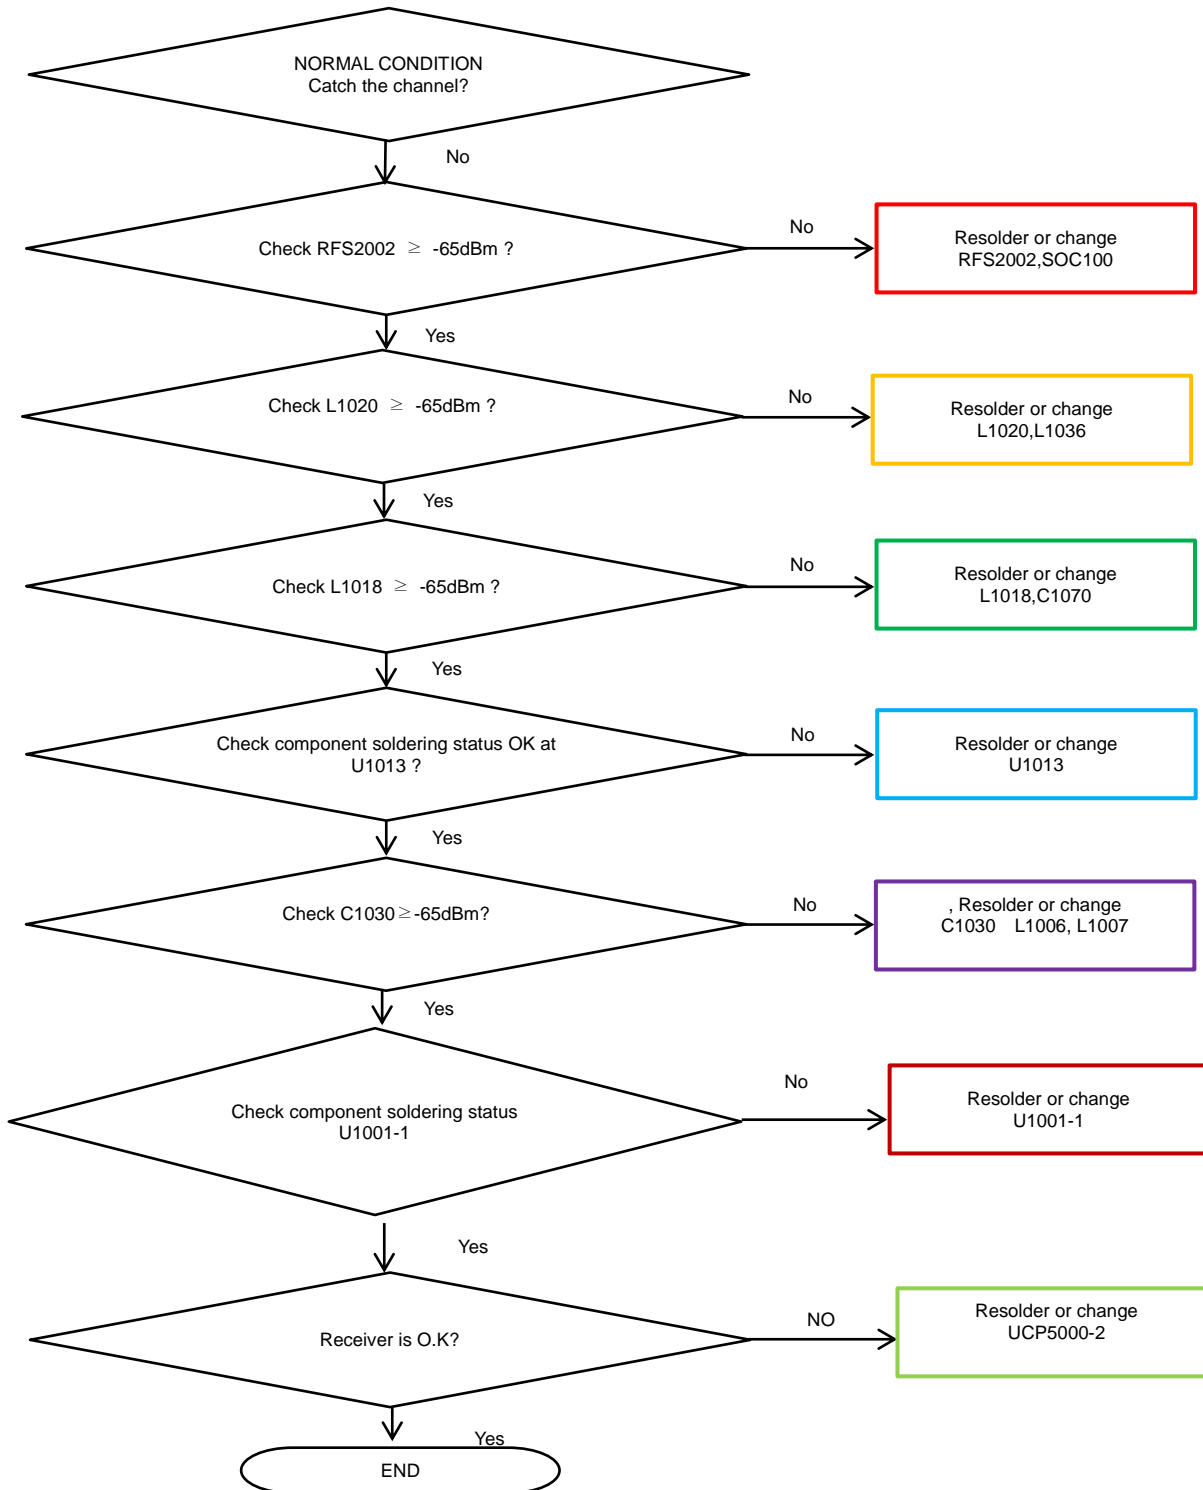 NORMAL CONDITION
Catch the channel?
No
Check RFS2002 ≥ -65dBm ?
No
Resolder or change
RFS2002,SOC100
Yes
Check L1020 ≥ -65dBm ?
No
Resolder or change
L1020,L1036
Yes
Check L1018 ≥ -65dBm ?
No
Resolder or change
L1018,C1070
Yes
Check component soldering status OK at
U1013 ?
No
Resolder or change
U1013
Yes
Check C1030≥-65dBm?
No
, Resolder or change
C1030 L1006, L1007
Yes
Check component soldering status
U1001-1
No
Resolder or change
U1001-1
Yes
Receiver is O.K?
NO
Resolder or change
UCP5000-2
Yes
END